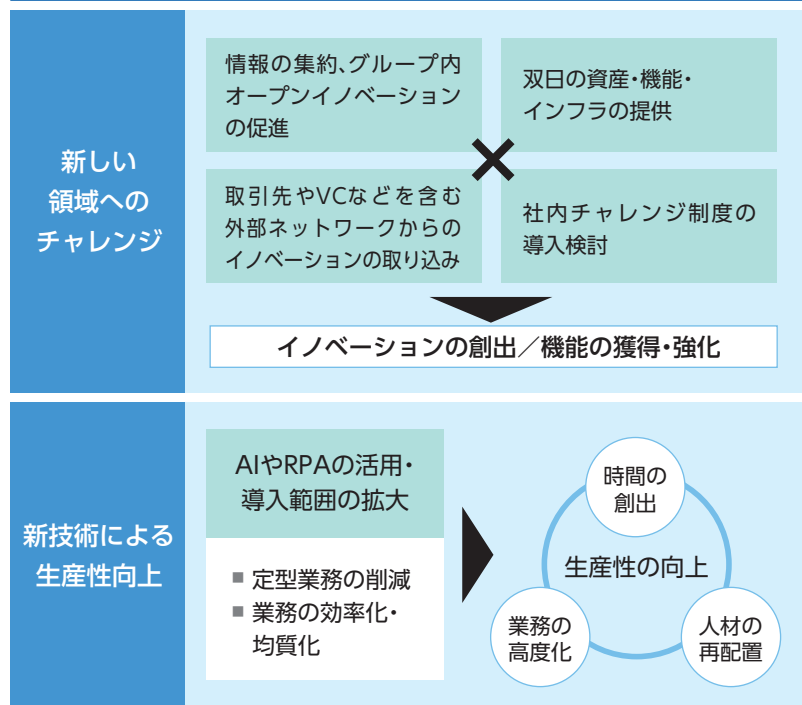 新しい
領域への
チャレンジ
情報の集約、グループ内
オープンイノベーション
の促進
双日の資産・機能・
インフラの提供
取引先やVCなどを含む
外部ネットワークからの
イノベーションの取り込み
社内チャレンジ制度の
導入検討
イノベーションの創出／機能の獲得・強化
新技術による
生産性向上
AIやRPAの活用・
導入範囲の拡大
■ 定型業務の削減
■ 業務の効率化・
均質化
時間の
創出
生産性の向上
業務の
高度化
人材の
再配置